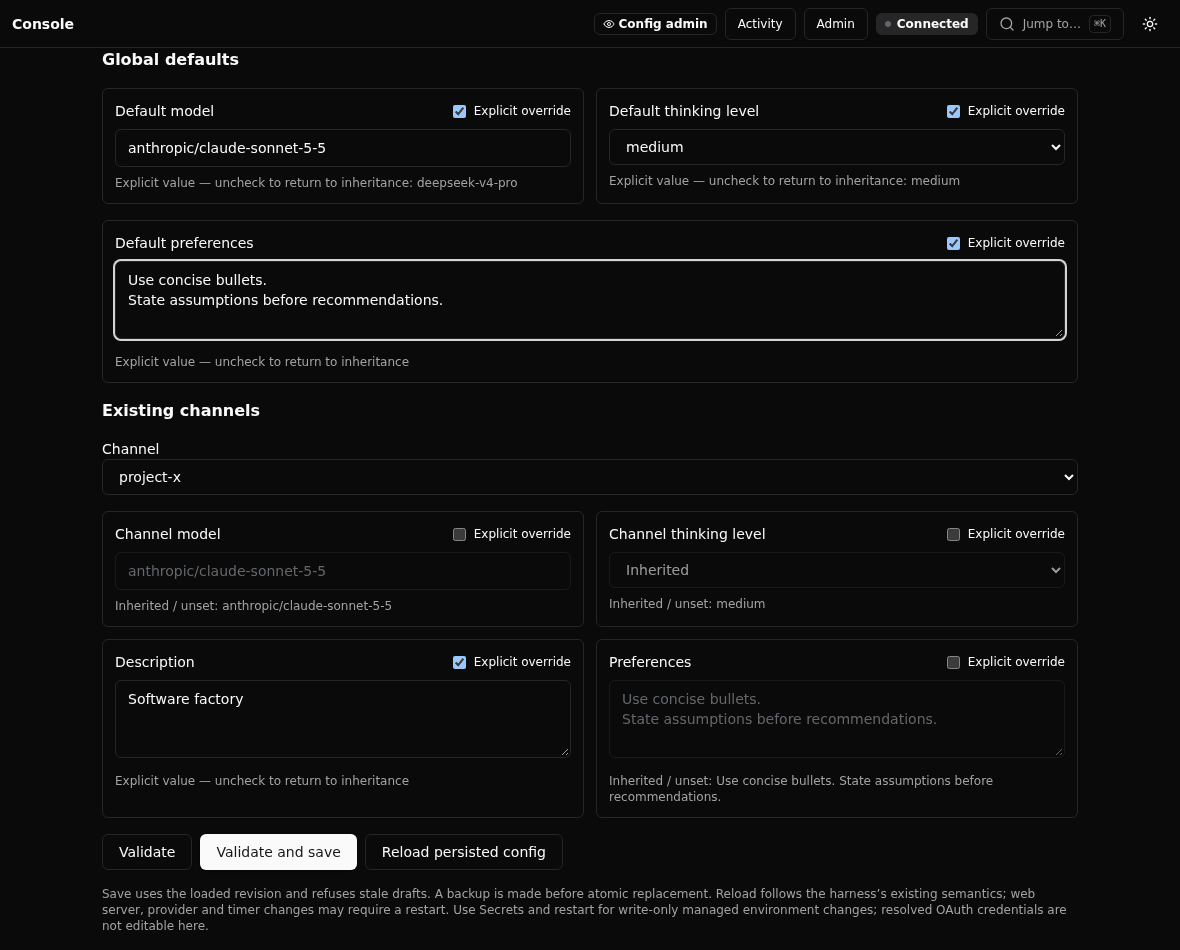 Console
Config admin
Activity
Admin
Connected
Jump to…
⌘K
Global defaults
Default model
Explicit override
anthropic/claude-sonnet-5-5
Explicit value — uncheck to return to inheritance: deepseek-v4-pro
Default thinking level
Explicit override
medium
Explicit value — uncheck to return to inheritance: medium
Default preferences
Explicit override
Use concise bullets.
State assumptions before recommendations.
Explicit value — uncheck to return to inheritance
Existing channels
Channel
project-x
Channel model
Explicit override
anthropic/claude-sonnet-5-5
Inherited / unset: anthropic/claude-sonnet-5-5
Channel thinking level
Explicit override
Inherited
Inherited / unset: medium
Description
Explicit override
Software factory
Explicit value — uncheck to return to inheritance
Preferences
Explicit override
Use concise bullets.
State assumptions before recommendations.
Inherited / unset: Use concise bullets. State assumptions before
recommendations.
Validate
Validate and save
Reload persisted config
Save uses the loaded revision and refuses stale drafts. A backup is made before atomic replacement. Reload follows the harness’s existing semantics; web
server, provider and timer changes may require a restart. Use Secrets and restart for write-only managed environment changes; resolved OAuth credentials are
not editable here.